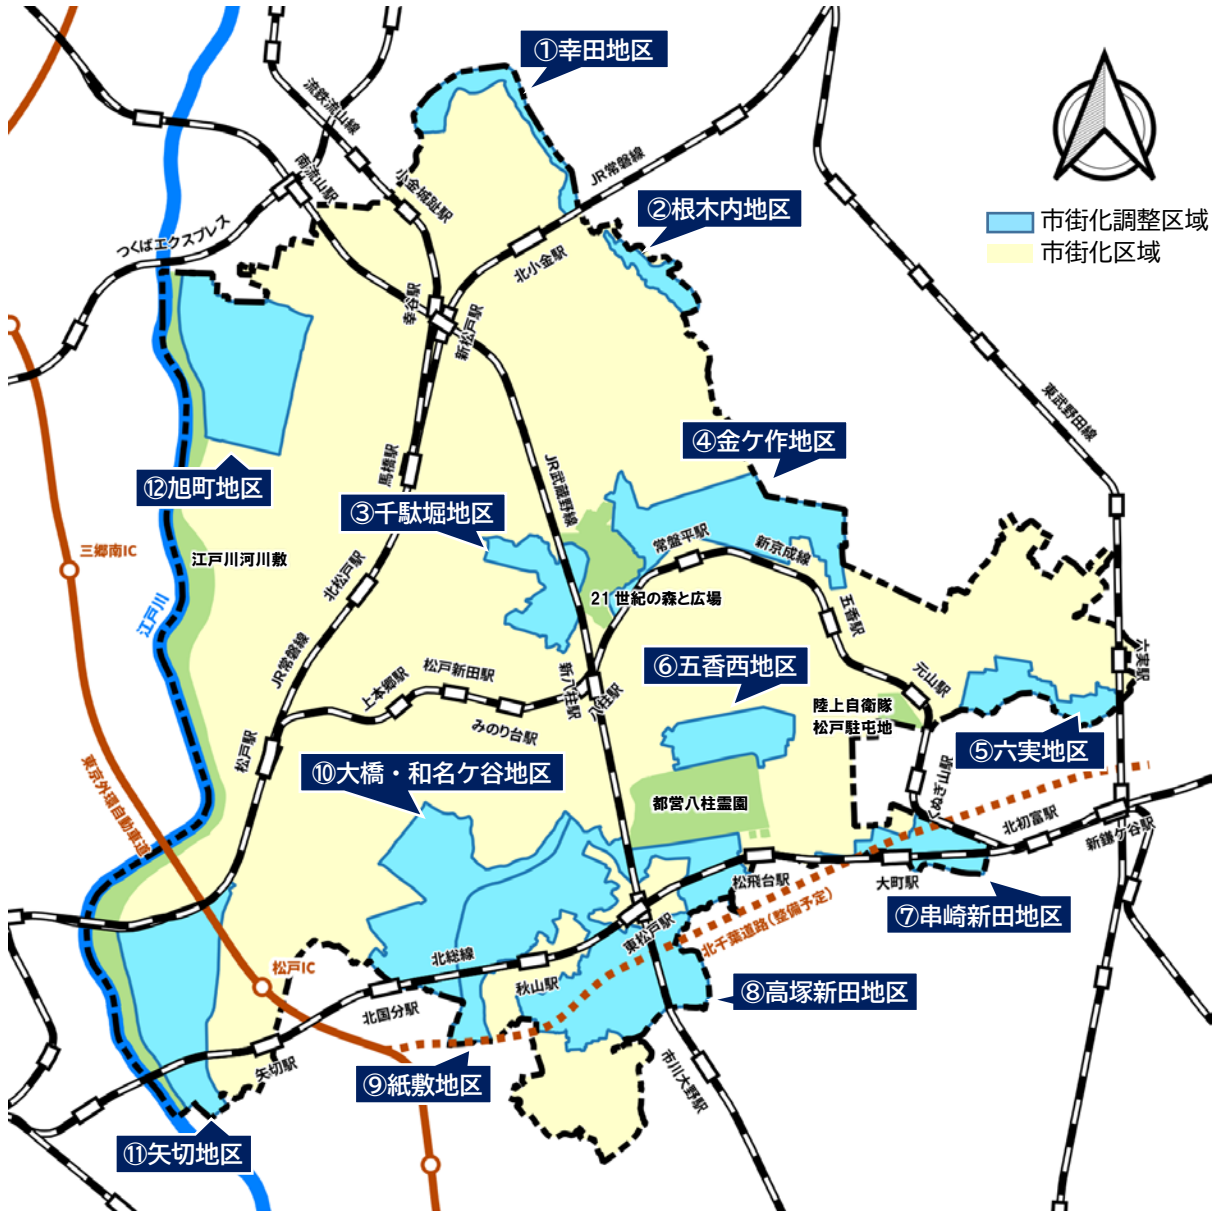 ①幸田地区
流鉄流山線
南流山駅
小金城趾駅
JR常磐線
②根木内地区
市街化調整区域
市街化区域
つくばエクスプレス
北小金駅
幸谷駅
新松戸駅
東武野田線
④金ケ作地区
馬橋駅
JR武蔵野線
⑫旭町地区
③千駄堀地区
常盤平駅
新京成線
三郷南IC
江戸川河川敷
北松戸駅
21世紀の森と広場
江戸川
五香駅
JR常磐線
上本郷駅
松戸新田駅
みのり台駅
新八柱駅
八柱駅
⑥五香西地区
元山駅
六実駅
陸上自衛隊
松戸駐屯地
⑤六実地区
松戸駅
⑩大橋・和名ケ谷地区
東京外環自動車道
都営八柱霊園
くぬぎ山駅
北初富駅
新鎌ケ谷駅
松飛台駅
大町駅
⑦串崎新田地区
東松戸駅
北千葉道路(整備予定)
北総線
松戸IC
秋山駅
北国分駅
⑧高塚新田地区
矢切駅
⑨紙敷地区
市川大野駅
⑪矢切地区